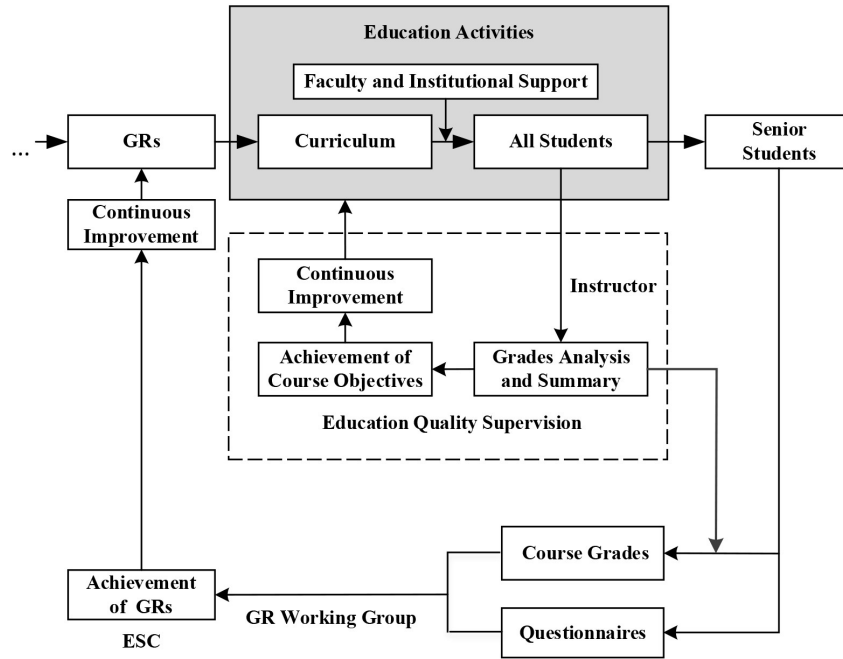 Education Activities
Faculty and Institutional Support
...
GRs
Curriculum
All Students
Senior
Students
Continuous
Improvement
Continuous
Improvement
Instructor
Achievement of
Course Objectives
Grades Analysis
and Summary
Education Quality Supervision
Course Grades
Achievement
of GRs
GR Working Group
Questionnaires
ESC